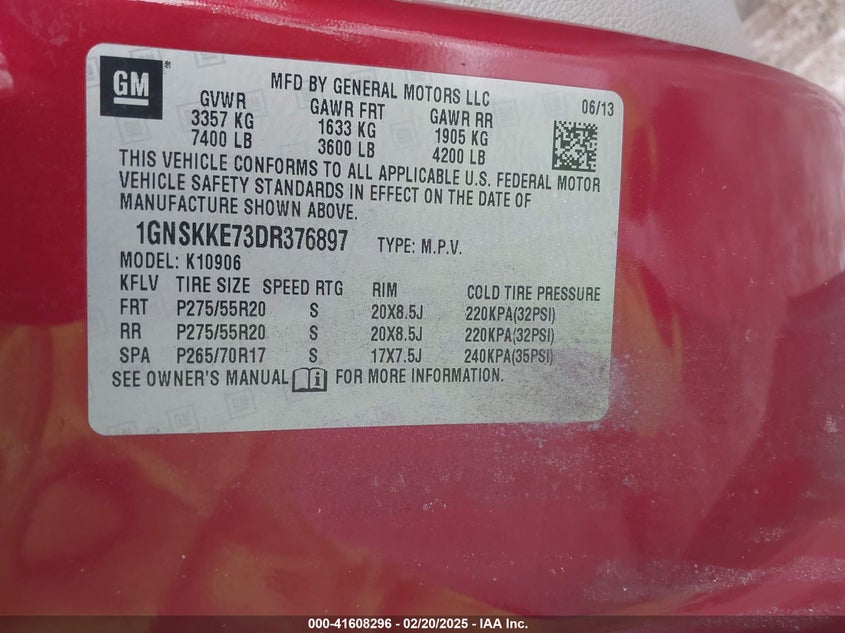 GM®
MFD BY GENERAL MOTORS LLC
GVWR GAWR FRT GAWR RR 06/13
3357 KG 1633 KG 1905 KG
7400 LB 3600 LB 4200 LB
THIS VEHICLE CONFORMS TO ALL APPLICABLE U.S. FEDERAL MOTOR
VEHICLE SAFETY STANDARDS IN EFFECT ON THE DATE OF
MANUFACTURE SHOWN ABOVE.
1GNSKKE73DR376897 TYPE: M.P.V.
MODEL: K10906
KFLV TIRE SIZE SPEED RTG RIM COLD TIRE PRESSURE
FRT P275/55R20 S 20X8.5J 220KPA(32PSI)
RR P275/55R20 S 20X8.5J 220KPA(32PSI)
SPA P265/70R17 S 17X7.5J 240KPA(35PSI)
SEE OWNER'S MANUAL FOR MORE INFORMATION.
000-41608296 - 02/20/2025 - IAA Inc.